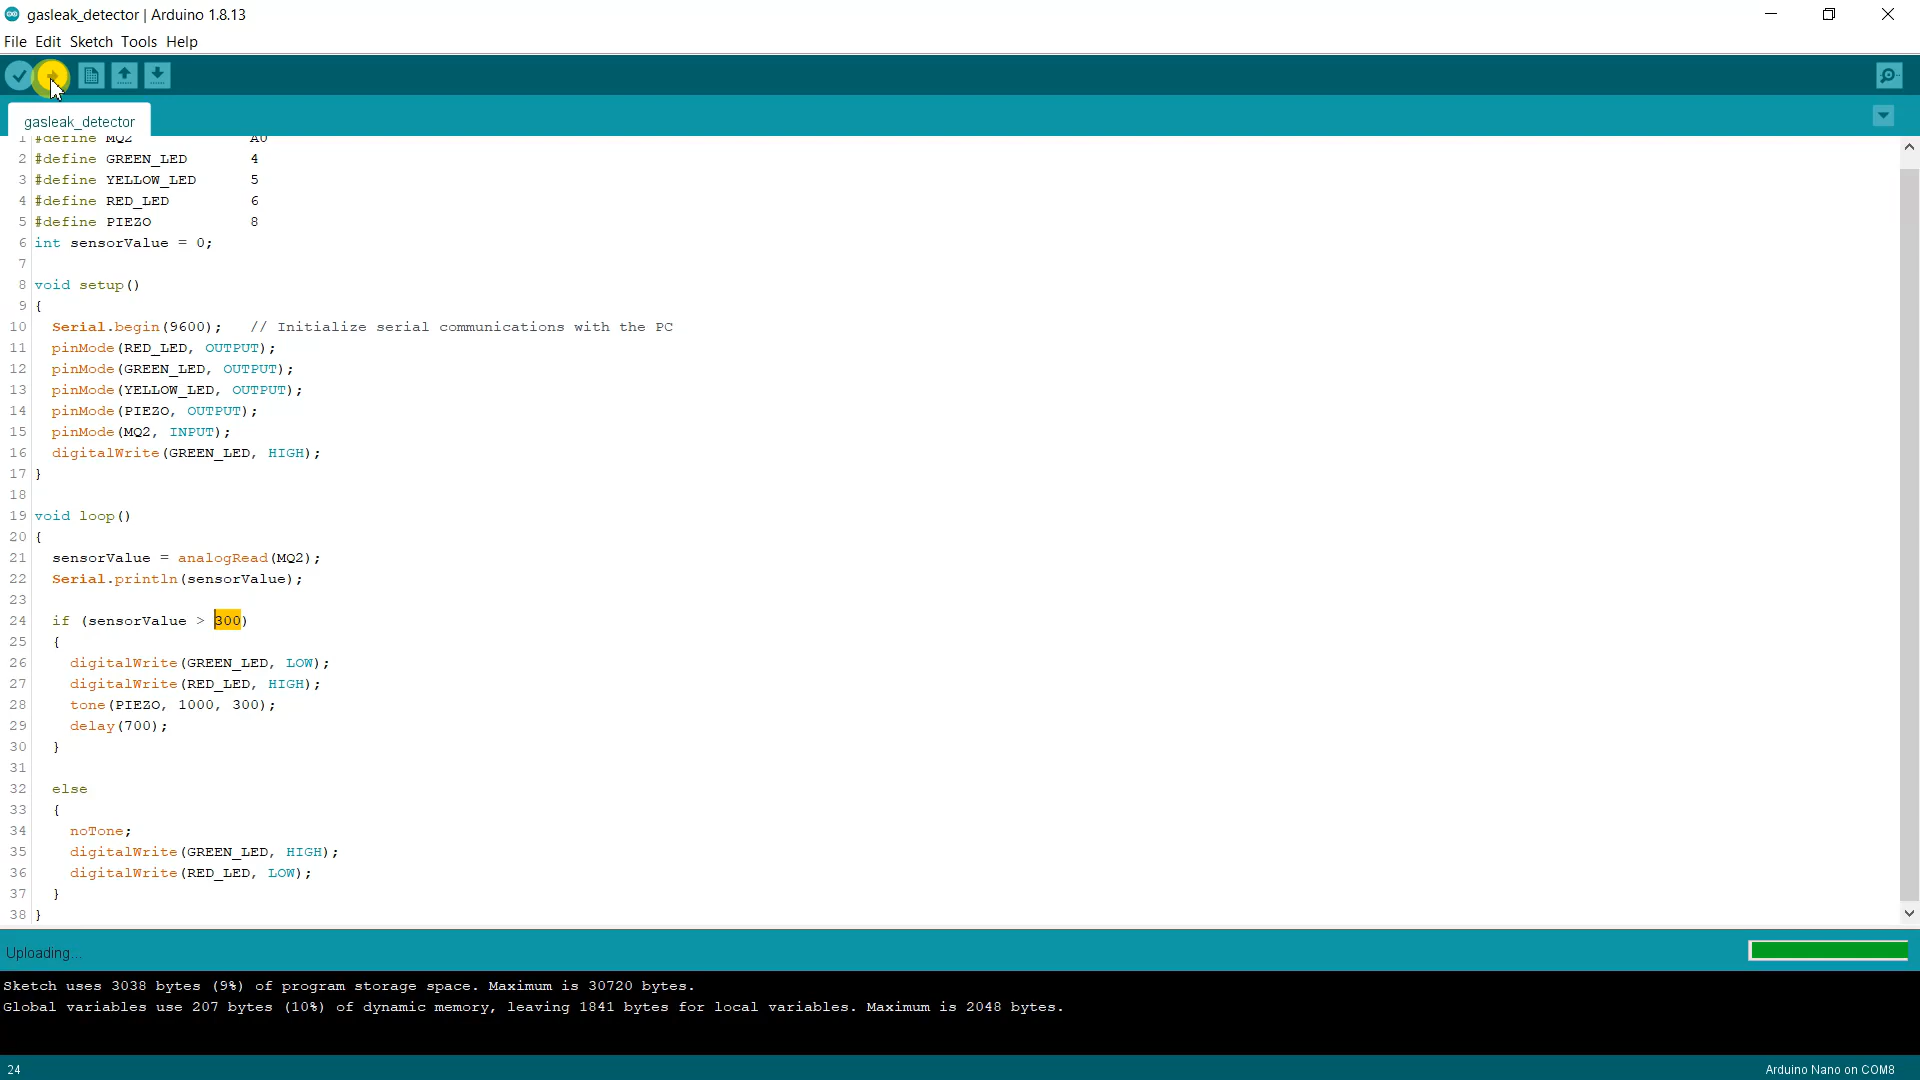 gasleak_detector | Arduino 1.8.13
File Edit Sketch Tools Help
gasleak_detector
1 #define MQ2 A0
2 #define GREEN_LED 4
3 #define YELLOW_LED 5
4 #define RED_LED 6
5 #define PIEZO 8
6 int sensorValue = 0;
7
8 void setup()
9 {
10 Serial.begin(9600); // Initialize serial communications with the PC
11 pinMode(RED_LED, OUTPUT);
12 pinMode(GREEN_LED, OUTPUT);
13 pinMode(YELLOW_LED, OUTPUT);
14 pinMode(PIEZO, OUTPUT);
15 pinMode(MQ2, INPUT);
16 digitalWrite(GREEN_LED, HIGH);
17 }
18
19 void loop()
20 {
21 sensorValue = analogRead(MQ2);
22 Serial.println(sensorValue);
23
24 if (sensorValue > 300)
25 {
26 digitalWrite(GREEN_LED, LOW);
27 digitalWrite(RED_LED, HIGH);
28 tone(PIEZO, 1000, 300);
29 delay(700);
30 }
31
32 else
33 {
34 noTone;
35 digitalWrite(GREEN_LED, HIGH);
36 digitalWrite(RED_LED, LOW);
37 }
38 }
Uploading...
Sketch uses 3038 bytes (9%) of program storage space. Maximum is 30720 bytes.
Global variables use 207 bytes (10%) of dynamic memory, leaving 1841 bytes for local variables. Maximum is 2048 bytes.
24 Arduino Nano on COM8